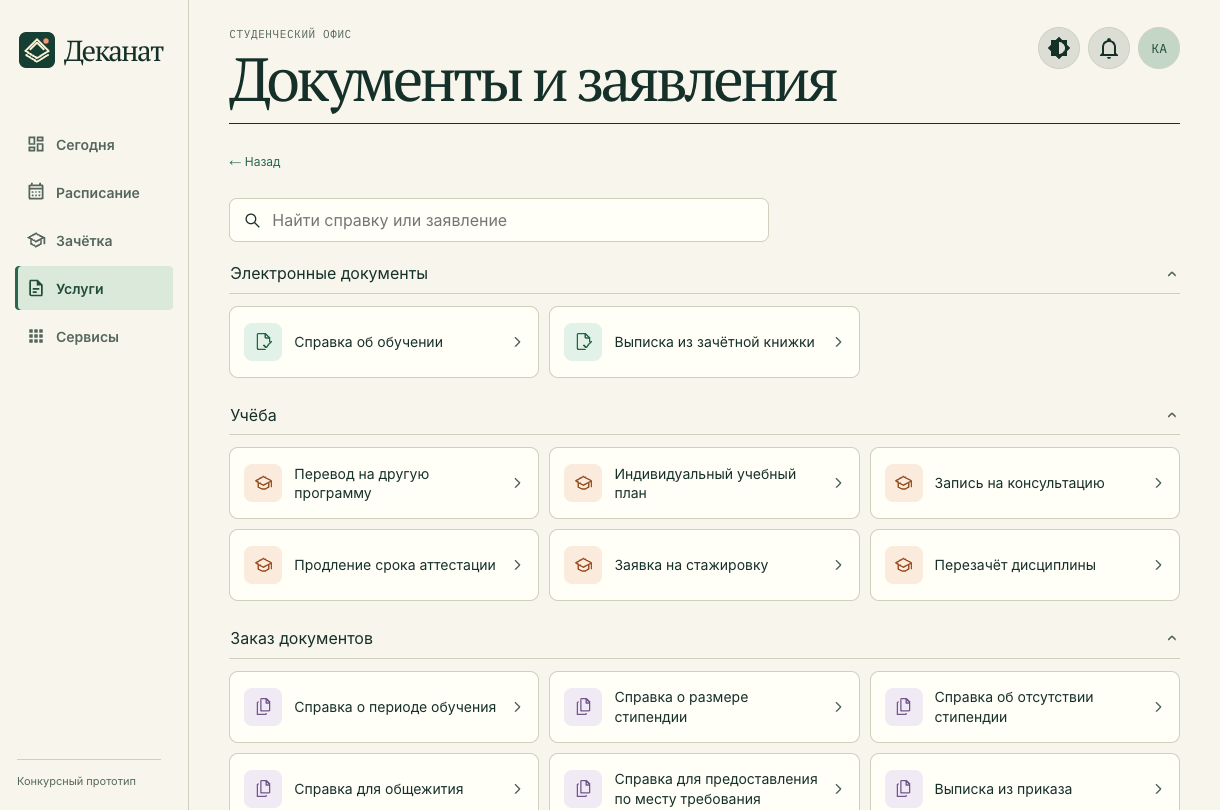 Деканат
Сегодня
Расписание
Зачётка
Услуги
Сервисы
Конкурсный прототип
СТУДЕНЧЕСКИЙ ОФИС
Документы и заявления
КА
← Назад
Найти справку или заявление
Электронные документы
Справка об обучении
Выписка из зачётной книжки
Учёба
Перевод на другую
программу
Индивидуальный учебный
план
Запись на консультацию
Продление срока аттестации
Заявка на стажировку
Перезачёт дисциплины
Заказ документов
Справка о периоде обучения
Справка о размере
стипендии
Справка об отсутствии
стипендии
Справка для общежития
Справка для предоставления
по месту требования
Выписка из приказа